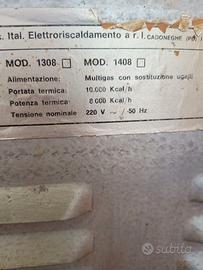 k. Ital. Elettroriscaldamento a r. l. CADONEGHE (PD)
MOD. 1308 MOD. 1408
Alimentazione: Multigas con sostituzione ugelli
Portata termica: 10.000 Kcal/h
Potenza termica: 8 000 Kcal/h
Tensione nominale 220 V ~ / 50 Hz
subito